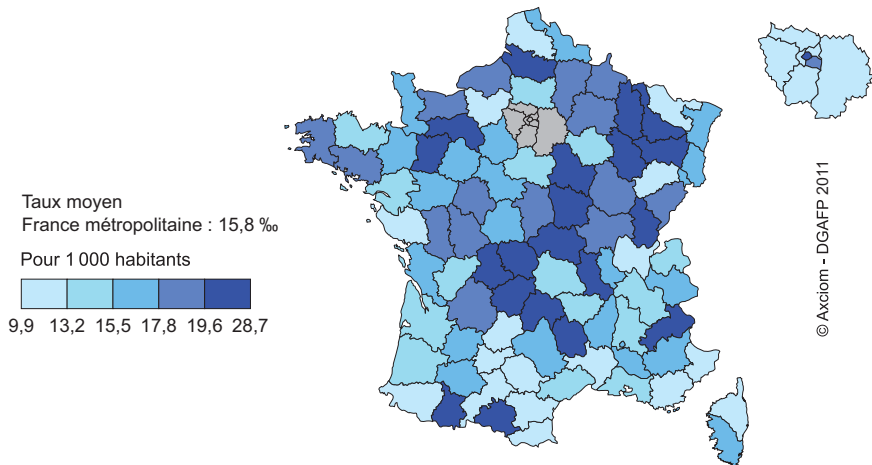 Taux moyen
France métropolitaine : 15,8 ‰
Pour 1 000 habitants
9,9 13,2 15,5 17,8 19,6 28,7
© Axciom - DGAFP 2011